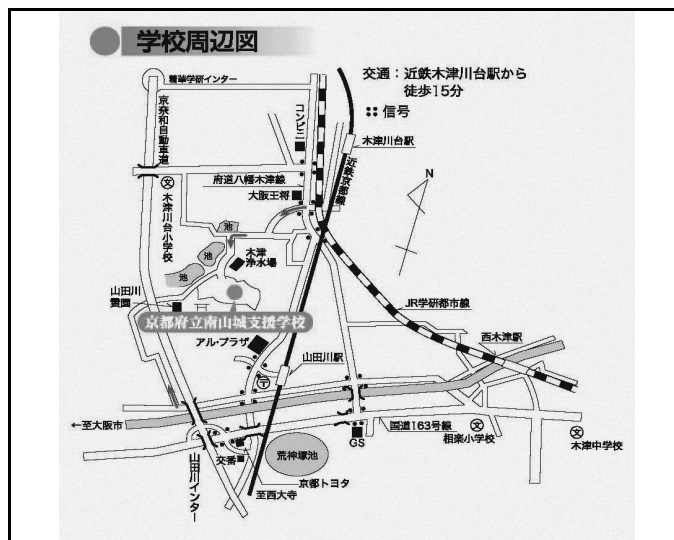 学校周辺図
交通：近鉄木津川台駅から
徒歩15分
信号
精華学研インター
京奈和自動車道
コンビニ
木津川台駅
近鉄京都線
府道八幡木津線
大阪王将
文
木津川台小学校
N
池
池
池
木津
浄水場
山田川
霊園
京都府立南山城支援学校
JR学研都市線
アル・プラザ
西木津駅
山田川駅
〒
←至大阪市
国道163号線
文
相楽小学校
文
木津中学校
GS
荒神塚池
交番
京都トヨタ
至西大寺
山田川インター